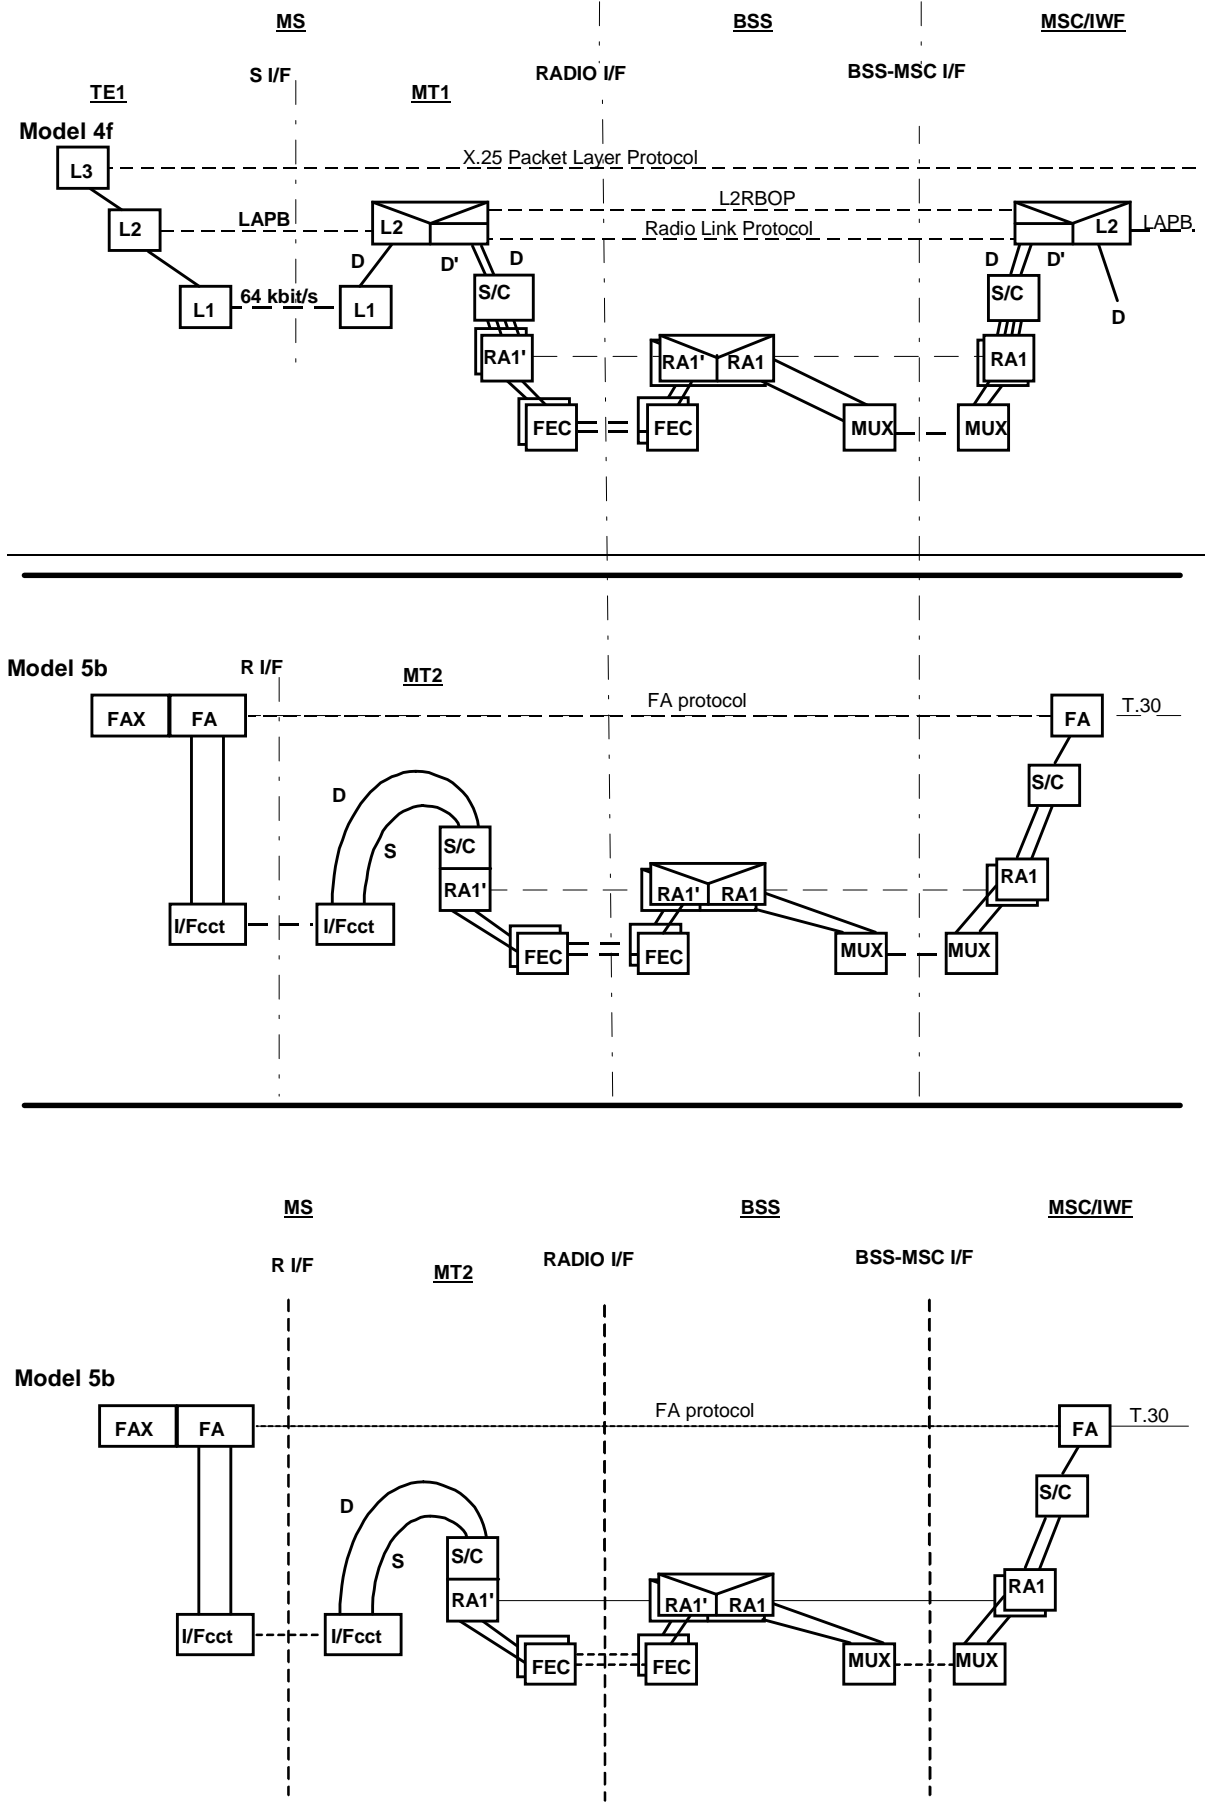 MS BSS MSC/IWF
S I/F RADIO I/F BSS-MSC I/F
TE1 MT1
Model 4f
L3 X.25 Packet Layer Protocol
L2RBOP
L2 LAPB L2 Radio Link Protocol L2 LAPB
D D' D D D'
L1 64 kbit/s L1 S/C S/C D
RA1' RA1' RA1 RA1
FEC FEC MUX MUX
Model 5b R I/F MT2
FAX FA FA protocol FA T.30
D S/C
S S/C
RA1' RA1' RA1 RA1
I/Fcct I/Fcct FEC FEC MUX MUX
MS BSS MSC/IWF
R I/F MT2 RADIO I/F BSS-MSC I/F
Model 5b
FAX FA FA protocol FA T.30
D S/C
S S/C
RA1' RA1' RA1 RA1
I/Fcct I/Fcct FEC FEC MUX MUX